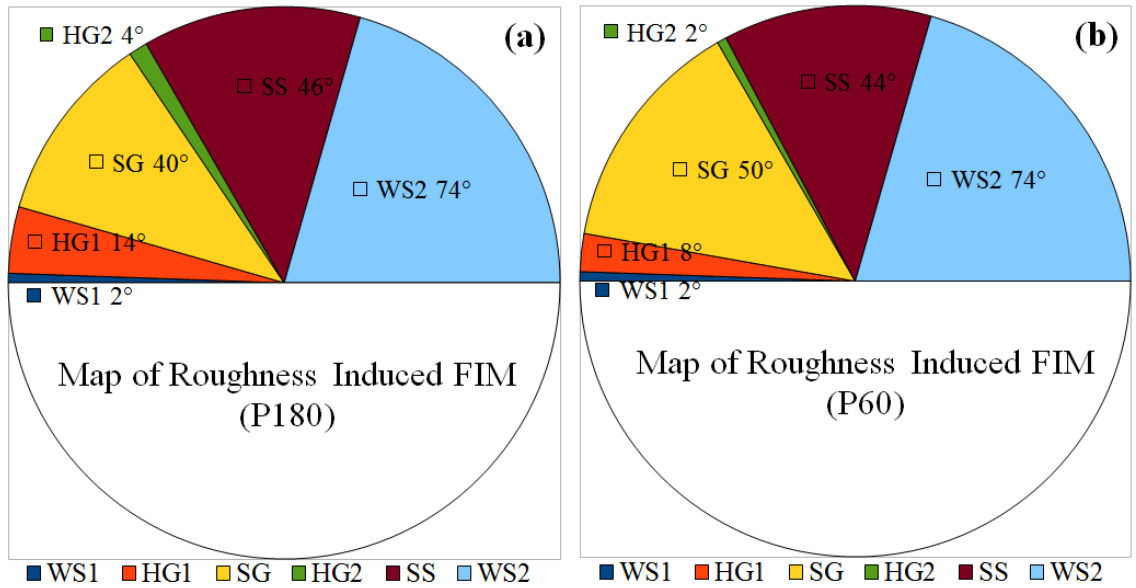 (a)
HG2 4°
SS 46°
SG 40°
WS2 74°
HG1 14°
WS1 2°
Map of Roughness Induced FIM
(P180)
WS1 HG1 SG HG2 SS WS2
(b)
HG2 2°
SS 44°
SG 50°
WS2 74°
HG1 8°
WS1 2°
Map of Roughness Induced FIM
(P60)
WS1 HG1 SG HG2 SS WS2